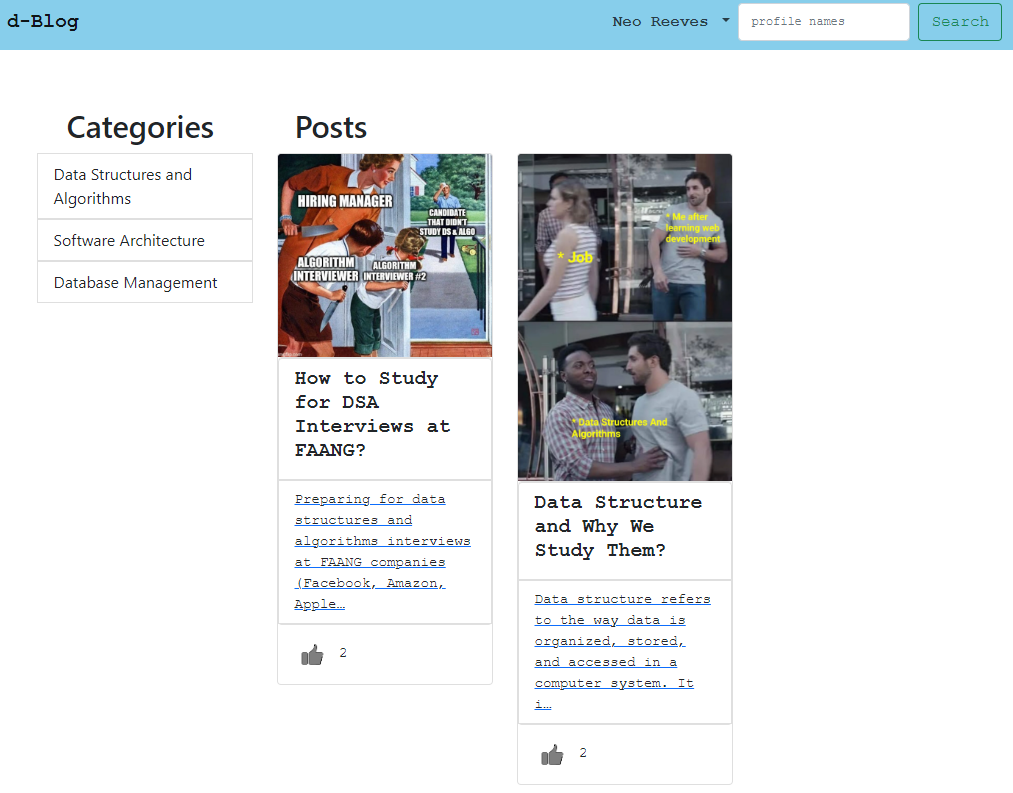 d-Blog
Neo Reeves
profile names
Search
Categories
Data Structures and
Algorithms
Software Architecture
Database Management
Posts
HIRING MANAGER
CANDIDATE
THAT DIDN'T
STUDY DS & ALGO
ALGORITHM
INTERVIEWER
ALGORITHM
INTERVIEWER #2
How to Study
for DSA
Interviews at
FAANG?
Preparing for data
structures and
algorithms interviews
at FAANG companies
(Facebook, Amazon,
Apple…
2
* Me after
learning web
development
* Job
* Data Structures And
Algorithms
Data Structure
and Why We
Study Them?
Data structure refers
to the way data is
organized, stored,
and accessed in a
computer system. It
i…
2